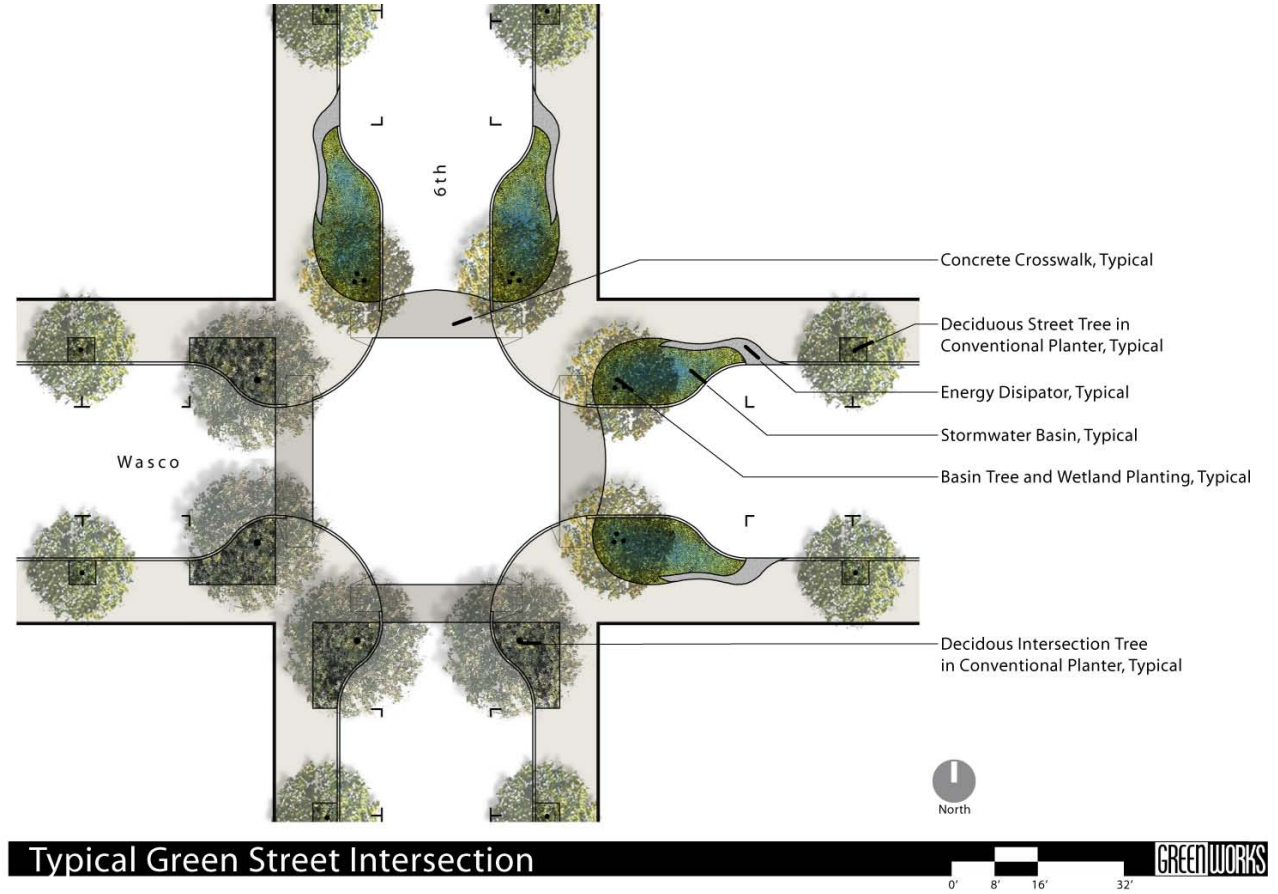 6th
Concrete Crosswalk, Typical
Deciduous Street Tree in
Conventional Planter, Typical
Energy Disipator, Typical
Stormwater Basin, Typical
Wasco
Basin Tree and Wetland Planting, Typical
Decidous Intersection Tree
in Conventional Planter, Typical
North
Typical Green Street Intersection
GREENWORKS
0' 8' 16' 32'